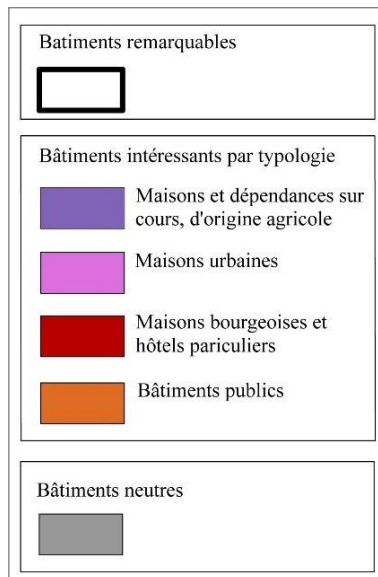 Batiments remarquables
Bâtiments intéressants par typologie
Maisons et dépendances sur
cours, d'origine agricole
Maisons urbaines
Maisons bourgeoises et
hôtels pariculiers
Bâtiments publics
Bâtiments neutres